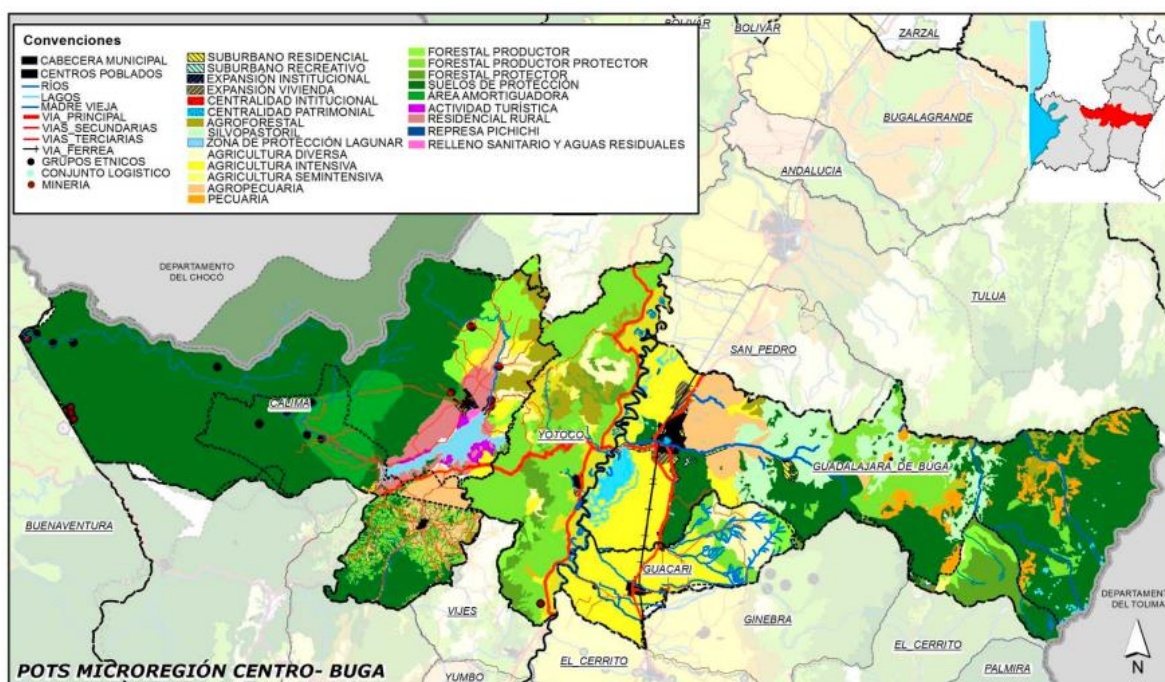 Convenciones
CABECERA MUNICIPAL
CENTROS POBLADOS
RÍOS
LAGOS
MADRE VIEJA
VIA_PRINCIPAL
VIAS_SECUNDARIAS
VIAS_TERCIARIAS
VIA_FERREA
GRUPOS ETNICOS
CONJUNTO LOGISTICO
MINERIA
SUBURBANO RESIDENCIAL
SUBURBANO RECREATIVO
EXPANSIÓN INSTITUCIONAL
EXPANSIÓN VIVIENDA
CENTRALIDAD INSTITUCIONAL
CENTRALIDAD PATRIMONIAL
AGROFORESTAL
SILVOPASTORIL
ZONA DE PROTECCIÓN LAGUNAR
AGRICULTURA DIVERSA
AGRICULTURA INTENSIVA
AGRICULTURA SEMINTENSIVA
AGROPECUARIA
PECUARIA
FORESTAL PRODUCTOR
FORESTAL PRODUCTOR PROTECTOR
FORESTAL PROTECTOR
SUELOS DE PROTECCIÓN
ÁREA AMORTIGUADORA
ACTIVIDAD TURÍSTICA
RESIDENCIAL RURAL
REPRESA PICHICHI
RELLENO SANITARIO Y AGUAS RESIDUALES
BOLIVAR
BOLIVAR
ZARZAL
BUGALAGRANDE
ANDALUCIA
DEPARTAMENTO
DEL CHOCÓ
TULUA
SAN_PEDRO
CALIMA
YOTOCO
GUADALAJARA_DE_BUGA
BUENAVENTURA
GUACARI
VIJES
GINEBRA
DEPARTAMENTO
DEL TOLIMA
EL_CERRITO
EL_CERRITO
PALMIRA
YUMBO
POTS MICROREGIÓN CENTRO- BUGA
N